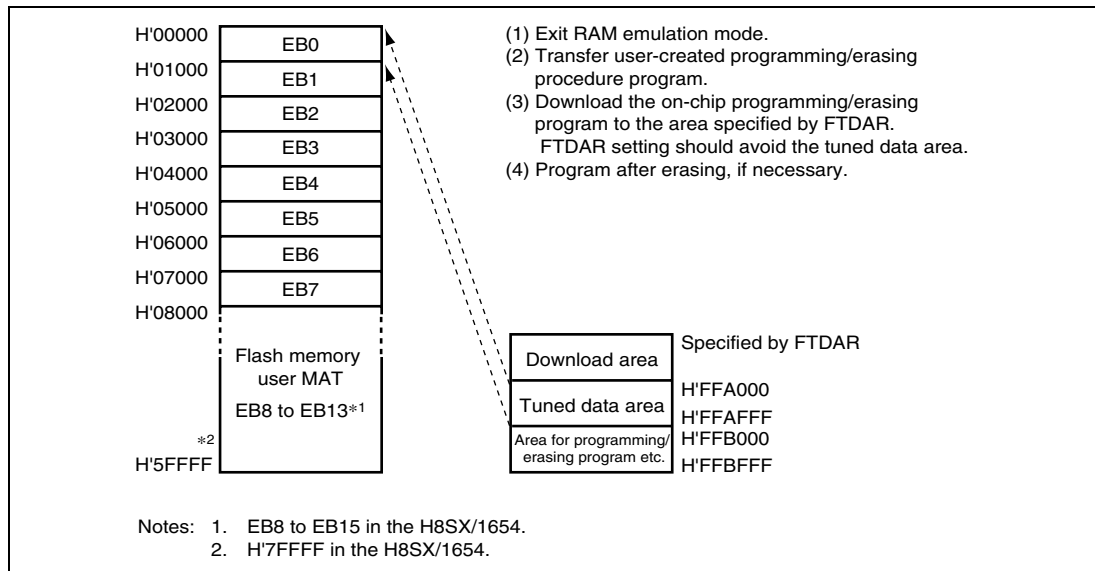 H'00000
EB0
H'01000
EB1
H'02000
EB2
H'03000
EB3
H'04000
EB4
H'05000
EB5
H'06000
EB6
H'07000
EB7
H'08000
Flash memory
user MAT
EB8 to EB13*1
*2
H'5FFFF
(1) Exit RAM emulation mode.
(2) Transfer user-created programming/erasing
procedure program.
(3) Download the on-chip programming/erasing
program to the area specified by FTDAR.
FTDAR setting should avoid the tuned data area.
(4) Program after erasing, if necessary.
Download area
Specified by FTDAR
Tuned data area
H'FFA000
H'FFAFFF
Area for programming/
erasing program etc.
H'FFB000
H'FFBFFF
Notes: 1. EB8 to EB15 in the H8SX/1654.
2. H'7FFFF in the H8SX/1654.